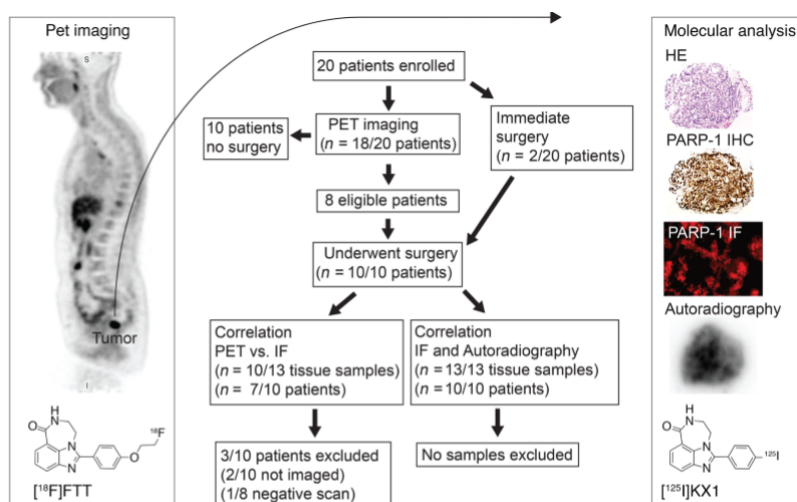 Pet imaging
S
Tumor
I
NH
O
N
N
O
18F
[18F]FTT
20 patients enrolled
10 patients
no surgery
PET imaging
(n = 18/20 patients)
Immediate
surgery
(n = 2/20 patients)
8 eligible patients
Underwent surgery
(n = 10/10 patients)
Correlation
PET vs. IF
(n = 10/13 tissue samples)
(n = 7/10 patients)
Correlation
IF and Autoradiography
(n = 13/13 tissue samples)
(n = 10/10 patients)
3/10 patients excluded
(2/10 not imaged)
(1/8 negative scan)
No samples excluded
Molecular analysis
HE
PARP-1 IHC
PARP-1 IF
Autoradiography
NH
O
N
N
125I
[125I]KX1